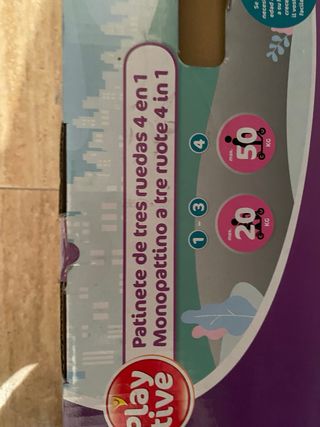 Patinete de tres ruedas 4 en 1
Monopattino a tre ruote 4 in 1
1 - 3
4
max.
20
KG
max.
50
KG
Play
tive